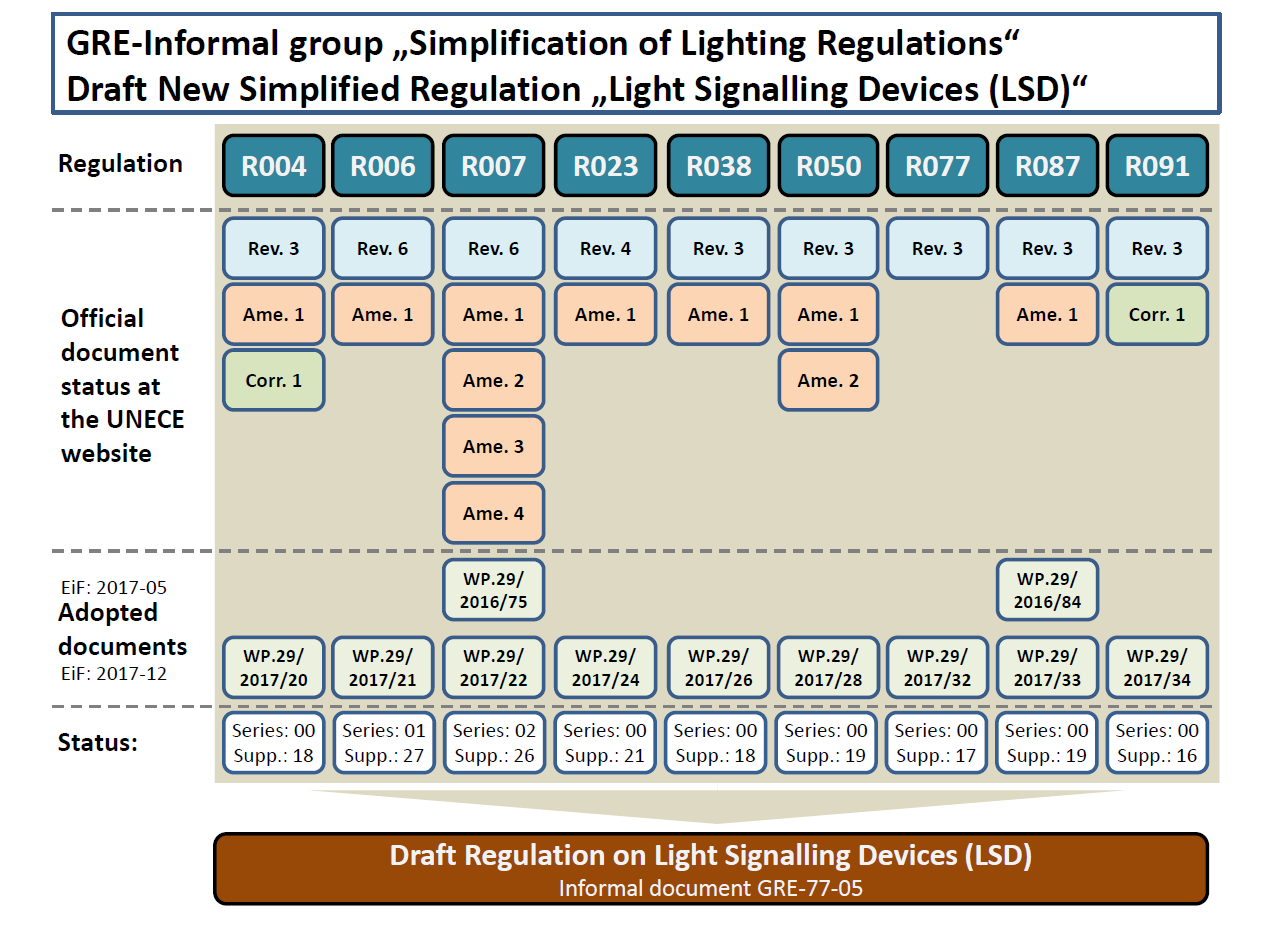 GRE-Informal group „Simplification of Lighting Regulations“
Draft New Simplified Regulation „Light Signalling Devices (LSD)“
Regulation
R004
R006
R007
R023
R038
R050
R077
R087
R091
Official
document
status at
the UNECE
website
Rev. 3
Rev. 6
Rev. 6
Rev. 4
Rev. 3
Rev. 3
Rev. 3
Rev. 3
Rev. 3
Ame. 1
Ame. 1
Ame. 1
Ame. 1
Ame. 1
Ame. 1
Ame. 1
Corr. 1
Corr. 1
Ame. 2
Ame. 2
Ame. 3
Ame. 4
EiF: 2017-05
Adopted
documents
EiF: 2017-12
WP.29/
2016/75
WP.29/
2016/84
WP.29/
2017/20
WP.29/
2017/21
WP.29/
2017/22
WP.29/
2017/24
WP.29/
2017/26
WP.29/
2017/28
WP.29/
2017/32
WP.29/
2017/33
WP.29/
2017/34
Status:
Series: 00
Supp.: 18
Series: 01
Supp.: 27
Series: 02
Supp.: 26
Series: 00
Supp.: 21
Series: 00
Supp.: 18
Series: 00
Supp.: 19
Series: 00
Supp.: 17
Series: 00
Supp.: 19
Series: 00
Supp.: 16
Draft Regulation on Light Signalling Devices (LSD)
Informal document GRE-77-05